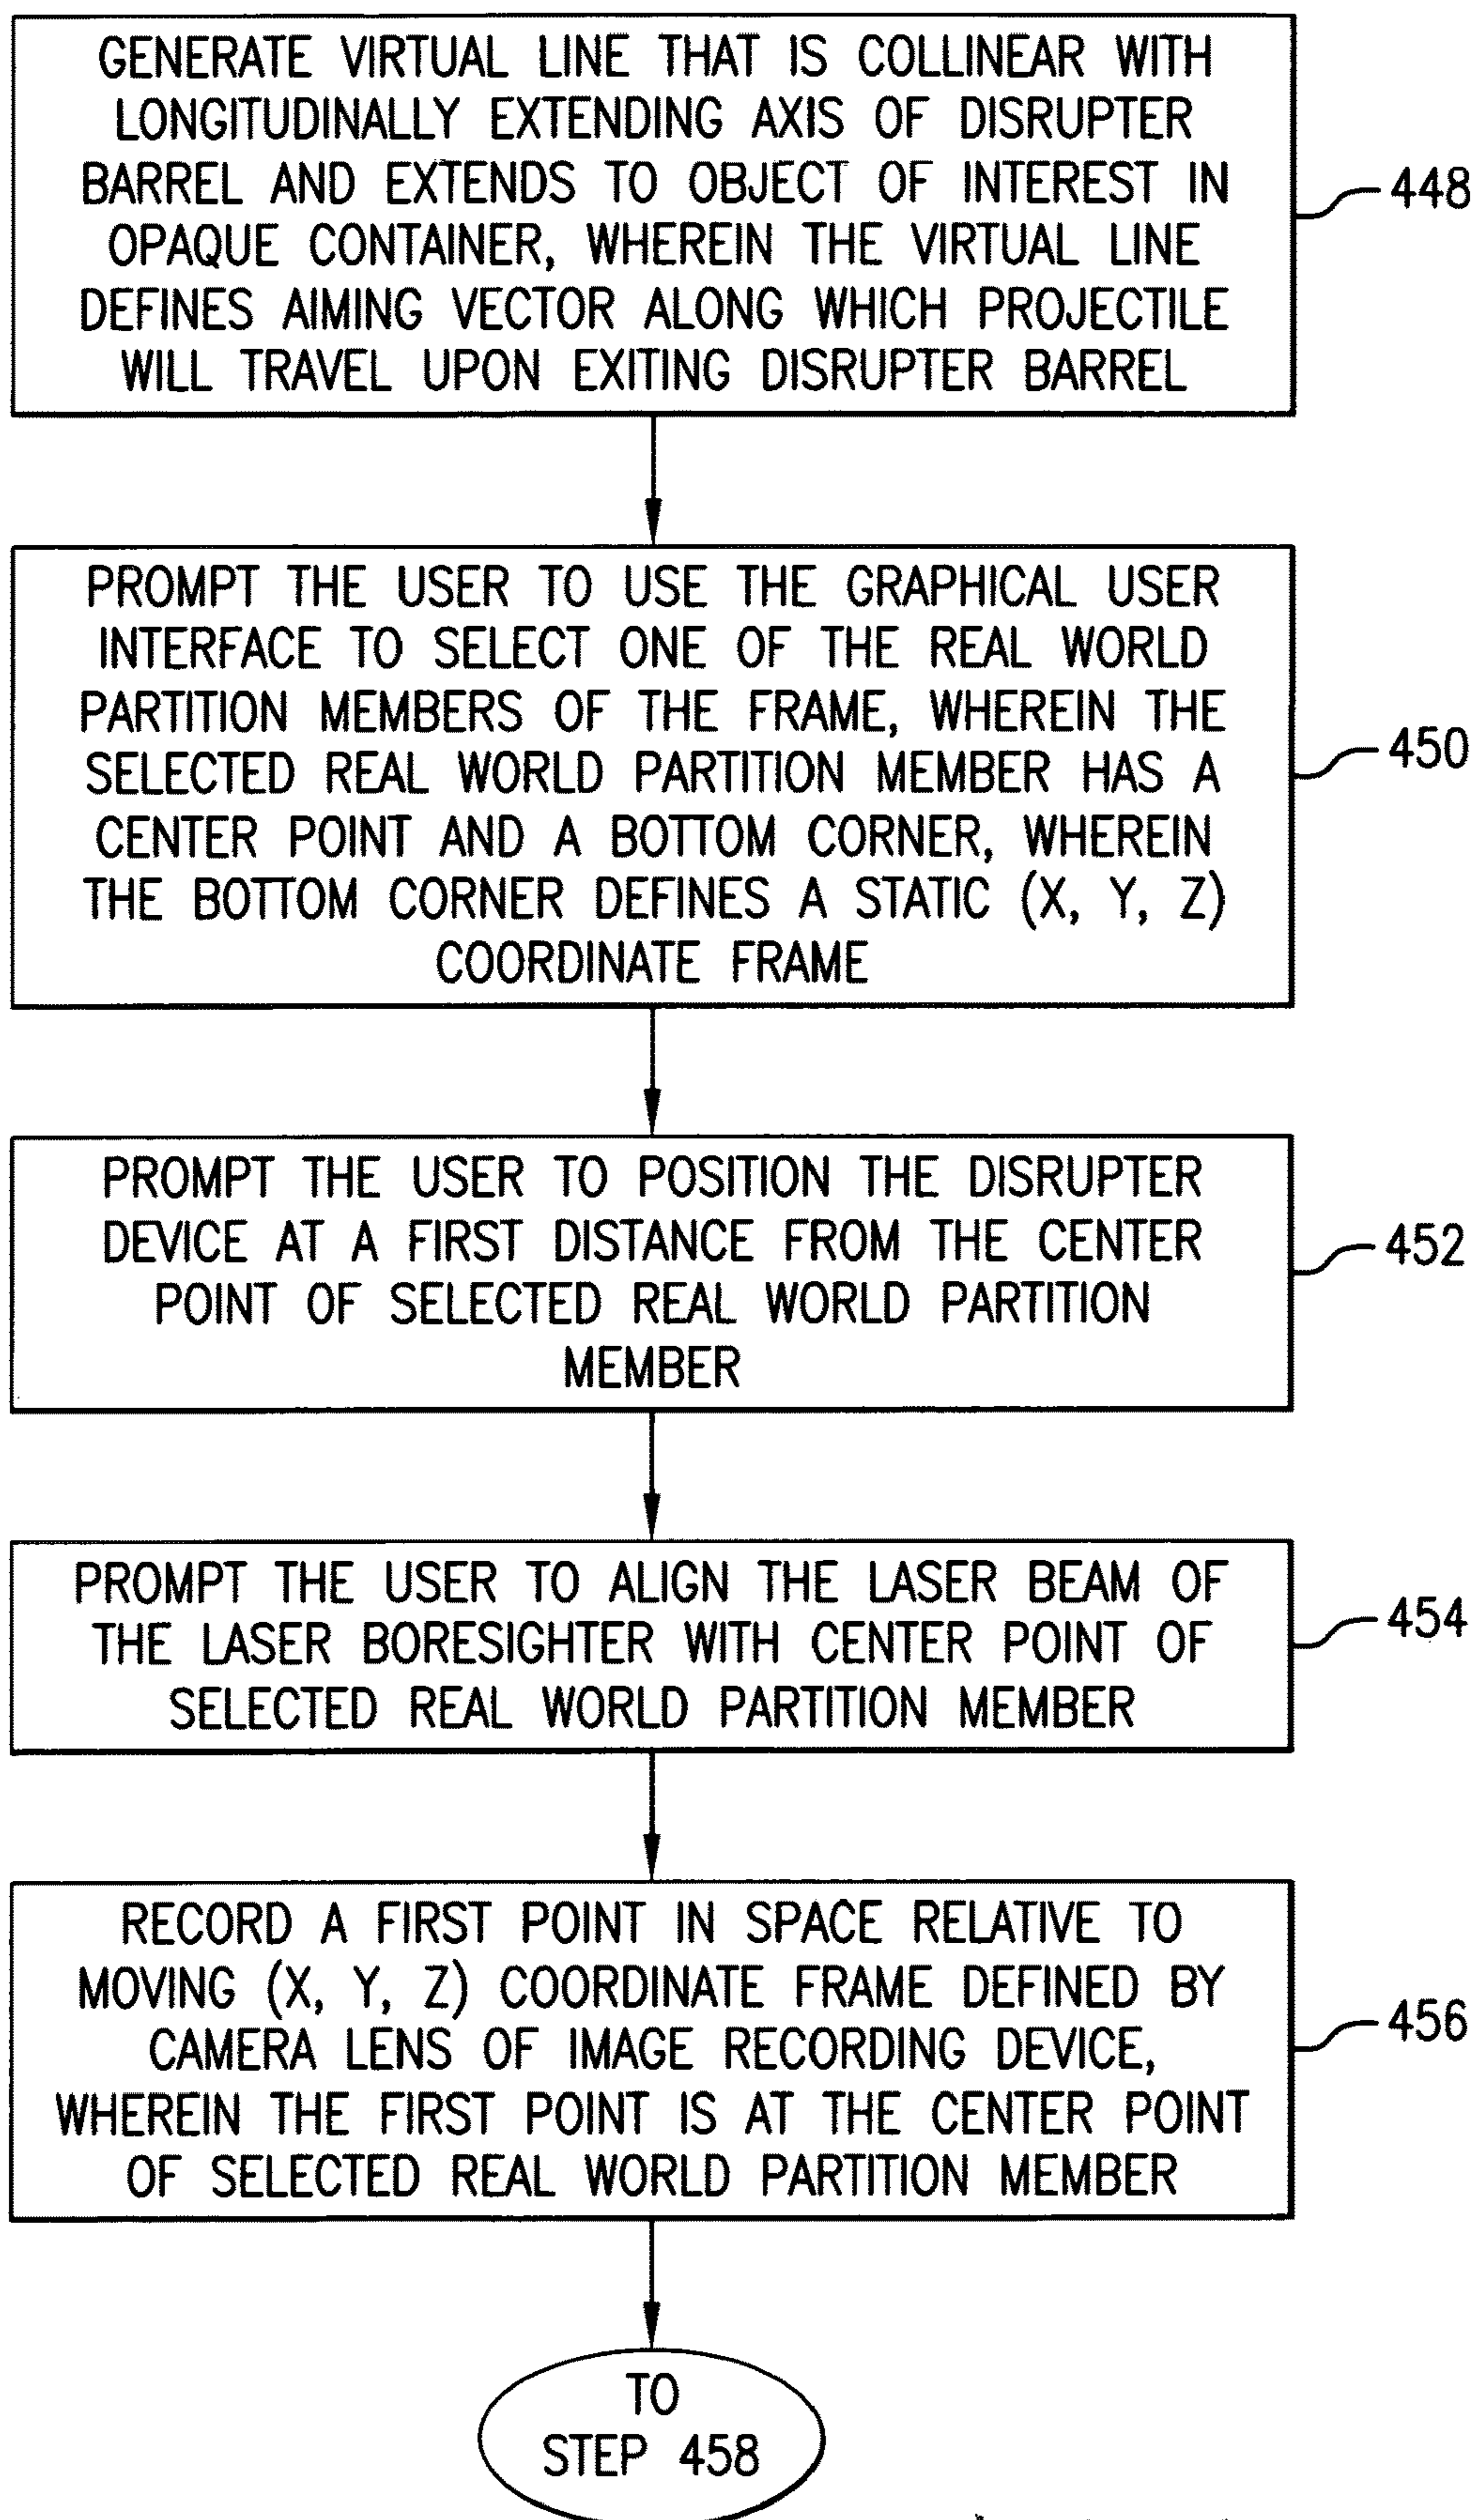 GENERATE VIRTUAL LINE THAT IS COLLINEAR WITH
LONGITUDINALLY EXTENDING AXIS OF DISRUPTER
BARREL AND EXTENDS TO OBJECT OF INTEREST IN
OPAQUE CONTAINER, WHEREIN THE VIRTUAL LINE
DEFINES AIMING VECTOR ALONG WHICH PROJECTILE
WILL TRAVEL UPON EXITING DISRUPTER BARREL
448
PROMPT THE USER TO USE THE GRAPHICAL USER
INTERFACE TO SELECT ONE OF THE REAL WORLD
PARTITION MEMBERS OF THE FRAME, WHEREIN THE
SELECTED REAL WORLD PARTITION MEMBER HAS A
CENTER POINT AND A BOTTOM CORNER, WHEREIN
THE BOTTOM CORNER DEFINES A STATIC (X, Y, Z)
COORDINATE FRAME
450
PROMPT THE USER TO POSITION THE DISRUPTER
DEVICE AT A FIRST DISTANCE FROM THE CENTER
POINT OF SELECTED REAL WORLD PARTITION
MEMBER
452
PROMPT THE USER TO ALIGN THE LASER BEAM OF
THE LASER BORESIGHTER WITH CENTER POINT OF
SELECTED REAL WORLD PARTITION MEMBER
454
RECORD A FIRST POINT IN SPACE RELATIVE TO
MOVING (X, Y, Z) COORDINATE FRAME DEFINED BY
CAMERA LENS OF IMAGE RECORDING DEVICE,
WHEREIN THE FIRST POINT IS AT THE CENTER POINT
OF SELECTED REAL WORLD PARTITION MEMBER
456
TO
STEP 458